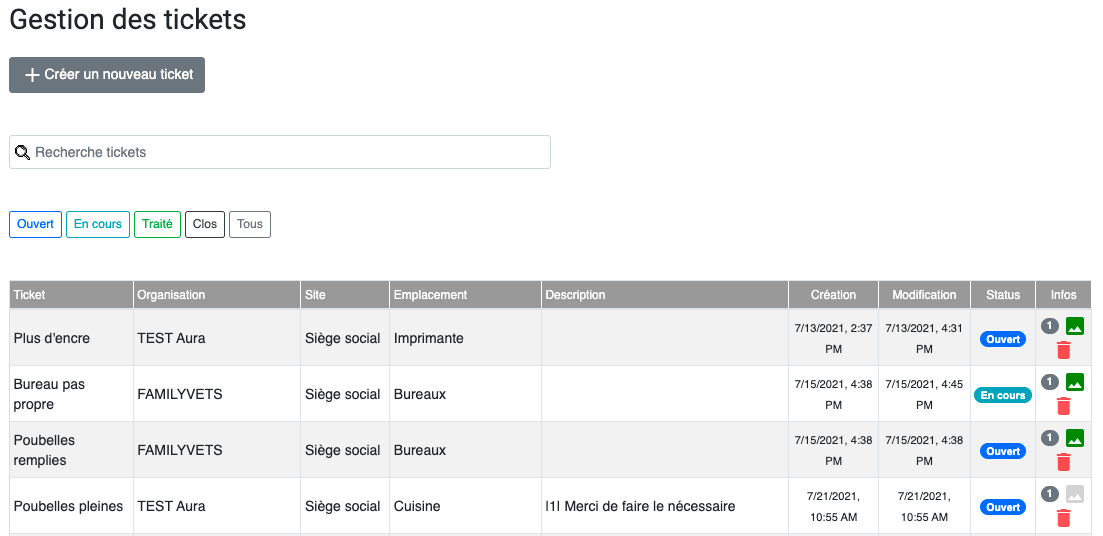 Gestion des tickets
Créer un nouveau ticket
Recherche tickets
Ouvert En cours Traité Clos Tous
Ticket Organisation Site Emplacement Description Création Modification Status Infos
Plus d'encre TEST Aura Siège social Imprimante 7/13/2021, 2:37 PM 7/13/2021, 4:31 PM Ouvert 1
Bureau pas propre FAMILYVETS Siège social Bureaux 7/15/2021, 4:38 PM 7/15/2021, 4:45 PM En cours 1
Poubelles remplies FAMILYVETS Siège social Bureaux 7/15/2021, 4:38 PM 7/15/2021, 4:38 PM Ouvert 1
Poubelles pleines TEST Aura Siège social Cuisine |1| Merci de faire le nécessaire 7/21/2021, 10:55 AM 7/21/2021, 10:55 AM Ouvert 1